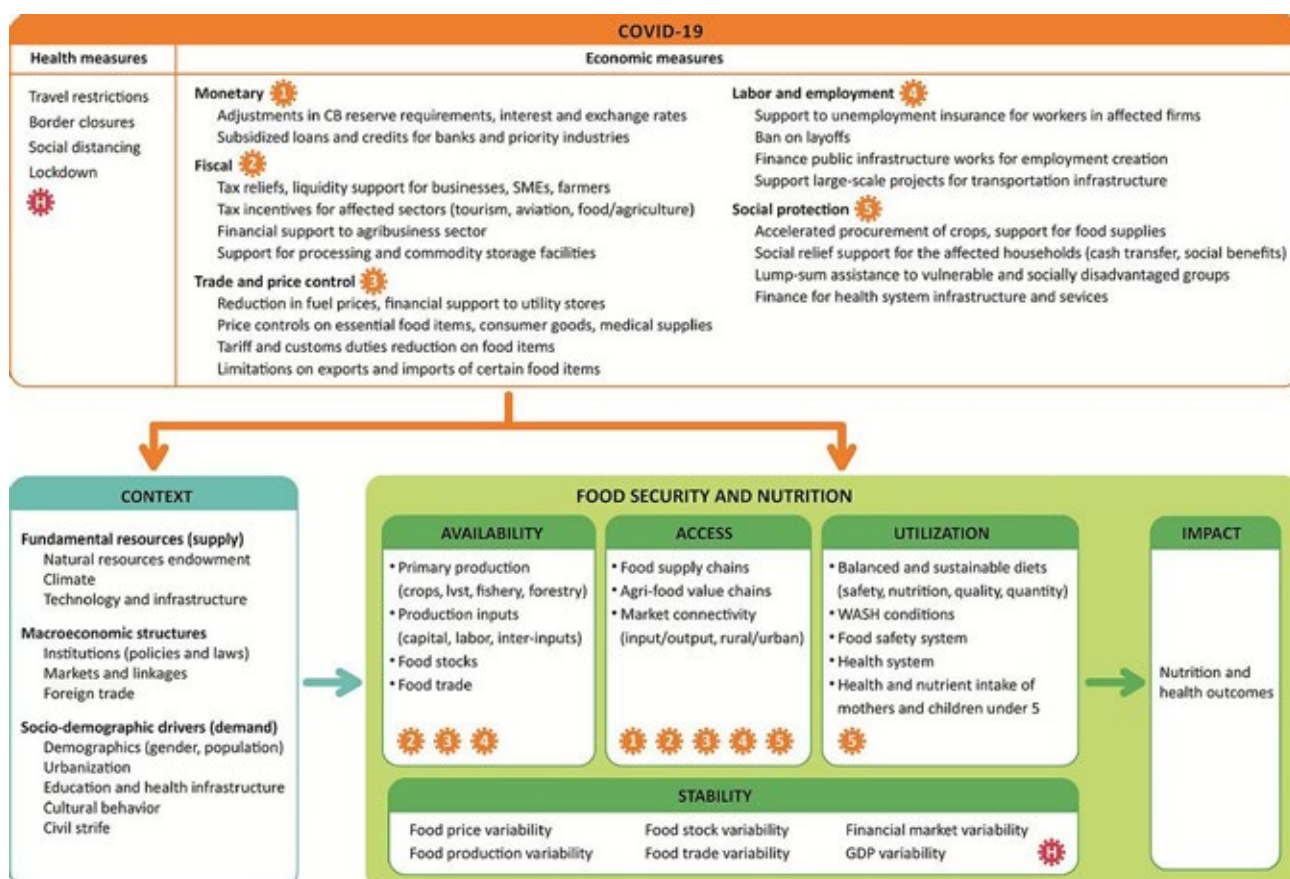 COVID-19
Health measures
Economic measures
Travel restrictions
Border closures
Social distancing
Lockdown
H
Monetary 1
Adjustments in CB reserve requirements, interest and exchange rates
Subsidized loans and credits for banks and priority industries
Fiscal 2
Tax reliefs, liquidity support for businesses, SMEs, farmers
Tax incentives for affected sectors (tourism, aviation, food/agriculture)
Financial support to agribusiness sector
Support for processing and commodity storage facilities
Trade and price control 3
Reduction in fuel prices, financial support to utility stores
Price controls on essential food items, consumer goods, medical supplies
Tariff and customs duties reduction on food items
Limitations on exports and imports of certain food items
Labor and employment 4
Support to unemployment insurance for workers in affected firms
Ban on layoffs
Finance public infrastructure works for employment creation
Support large-scale projects for transportation infrastructure
Social protection 5
Accelerated procurement of crops, support for food supplies
Social relief support for the affected households (cash transfer, social benefits)
Lump-sum assistance to vulnerable and socially disadvantaged groups
Finance for health system infrastructure and sevices
CONTEXT
Fundamental resources (supply)
Natural resources endowment
Climate
Technology and infrastructure
Macroeconomic structures
Institutions (policies and laws)
Markets and linkages
Foreign trade
Socio-demographic drivers (demand)
Demographics (gender, population)
Urbanization
Education and health infrastructure
Cultural behavior
Civil strife
FOOD SECURITY AND NUTRITION
AVAILABILITY
• Primary production
(crops, lvst, fishery, forestry)
• Production inputs
(capital, labor, inter-inputs)
• Food stocks
• Food trade
2 3 4
ACCESS
• Food supply chains
• Agri-food value chains
• Market connectivity
(input/output, rural/urban)
1 2 3 4 5
UTILIZATION
• Balanced and sustainable diets
(safety, nutrition, quality, quantity)
• WASH conditions
• Food safety system
• Health system
• Health and nutrient intake of
mothers and children under 5
5
IMPACT
Nutrition and
health outcomes
STABILITY
Food price variability
Food production variability
Food stock variability
Food trade variability
Financial market variability
GDP variability
H